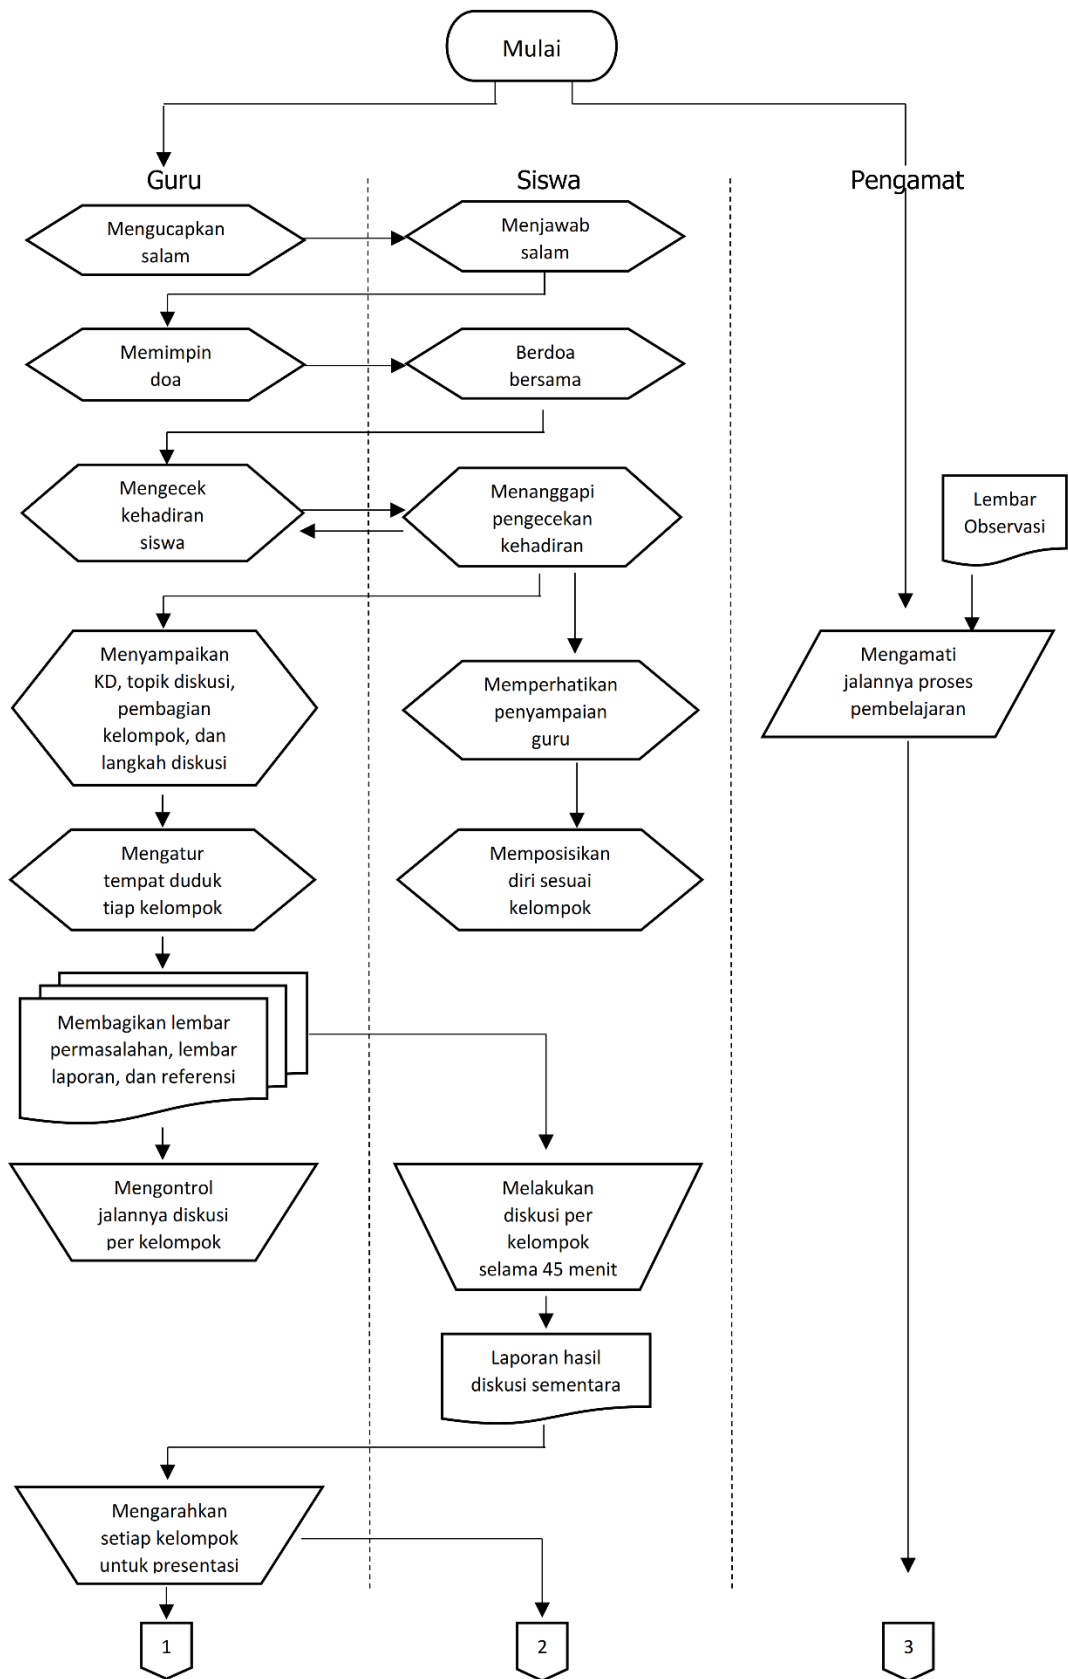 Mulai
Guru
Siswa
Pengamat
Mengucapkan
salam
Menjawab
salam
Memimpin
doa
Berdoa
bersama
Mengecek
kehadiran
siswa
Menanggapi
pengecekan
kehadiran
Lembar
Observasi
Menyampaikan
KD, topik diskusi,
pembagian
kelompok, dan
langkah diskusi
Memperhatikan
penyampaian
guru
Mengamati
jalannya proses
pembelajaran
Mengatur
tempat duduk
tiap kelompok
Memposisikan
diri sesuai
kelompok
Membagikan lembar
permasalahan, lembar
laporan, dan referensi
Mengontrol
jalannya diskusi
per kelompok
Melakukan
diskusi per
kelompok
selama 45 menit
Laporan hasil
diskusi sementara
Mengarahkan
setiap kelompok
untuk presentasi
1
2
3